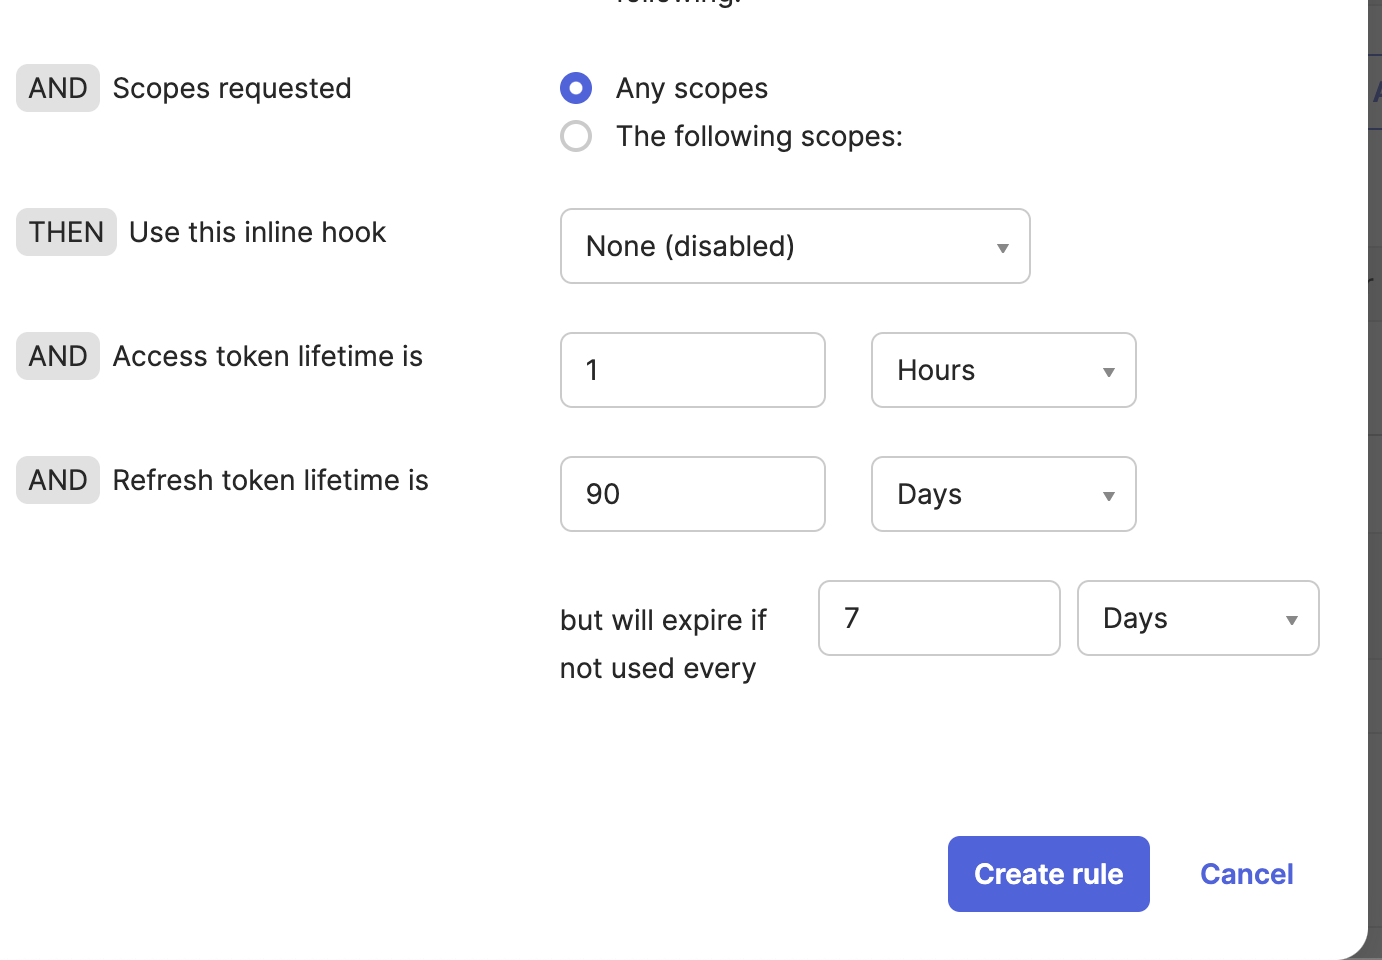 following:
AND Scopes requested
Any scopes
The following scopes:
THEN Use this inline hook
None (disabled)
AND Access token lifetime is
1
Hours
AND Refresh token lifetime is
90
Days
but will expire if
not used every
7
Days
Create rule
Cancel